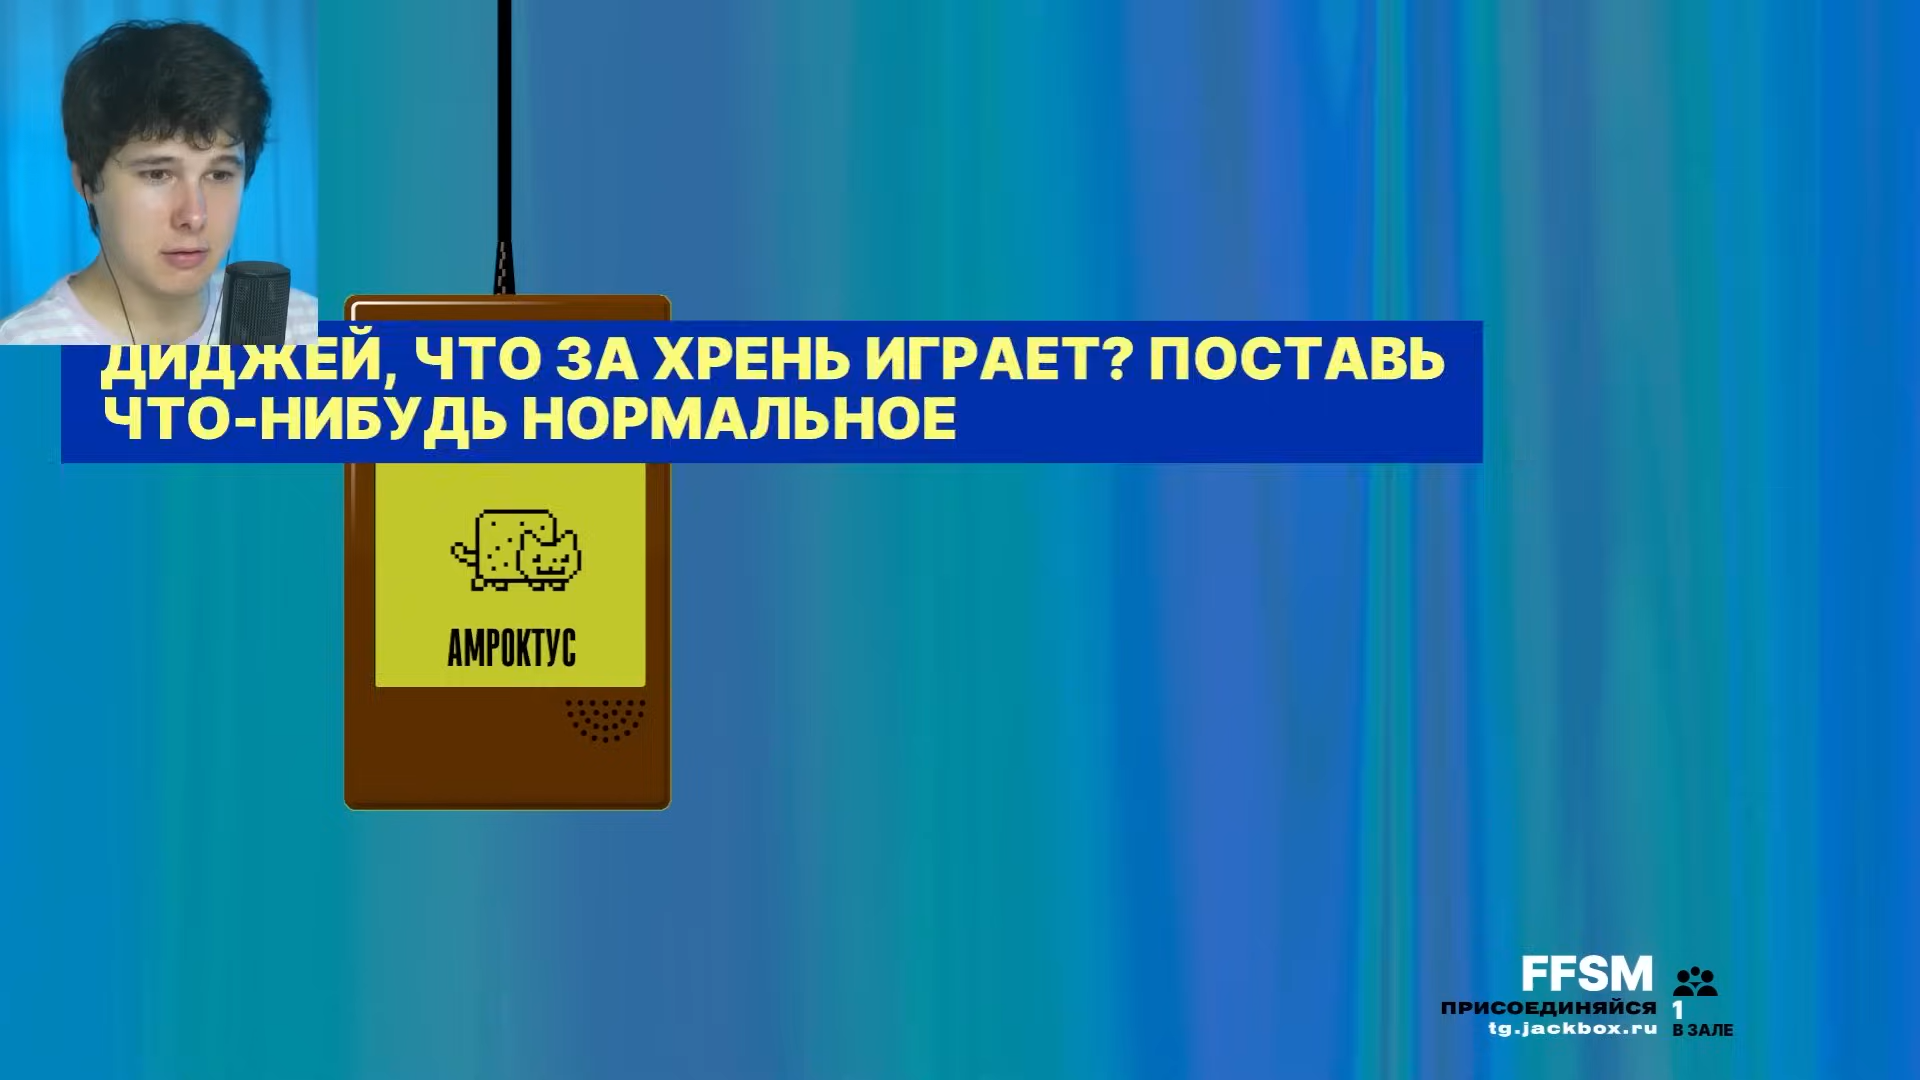 ДИДЖЕЙ, ЧТО ЗА ХРЕНЬ ИГРАЕТ? ПОСТАВЬ
ЧТО-НИБУДЬ НОРМАЛЬНОЕ
АМРОКТУС
FFSM
ПРИСОЕДИНЯЙСЯ
tg.jackbox.ru
1
В ЗАЛЕ